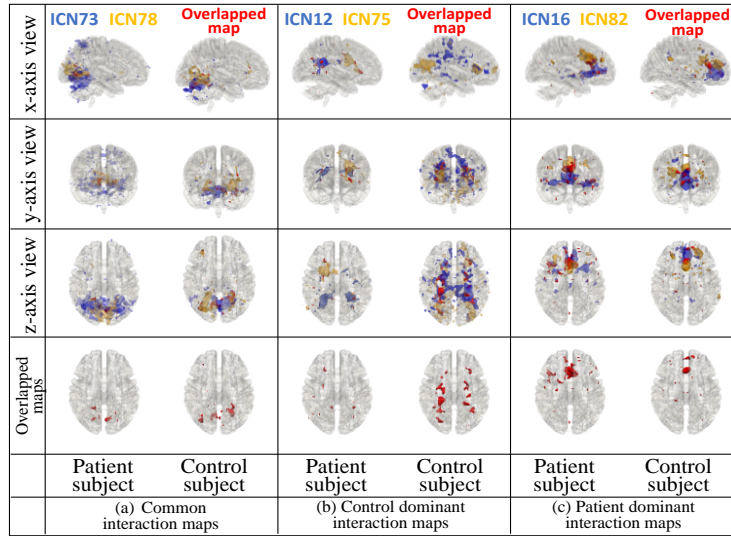 ICN73 ICN78 Overlapped map
ICN12 ICN75 Overlapped map
ICN16 ICN82 Overlapped map
x-axis view
y-axis view
z-axis view
Overlapped
maps
Patient
subject
Control
subject
Patient
subject
Control
subject
Patient
subject
Control
subject
(a) Common
interaction maps
(b) Control dominant
interaction maps
(c) Patient dominant
interaction maps